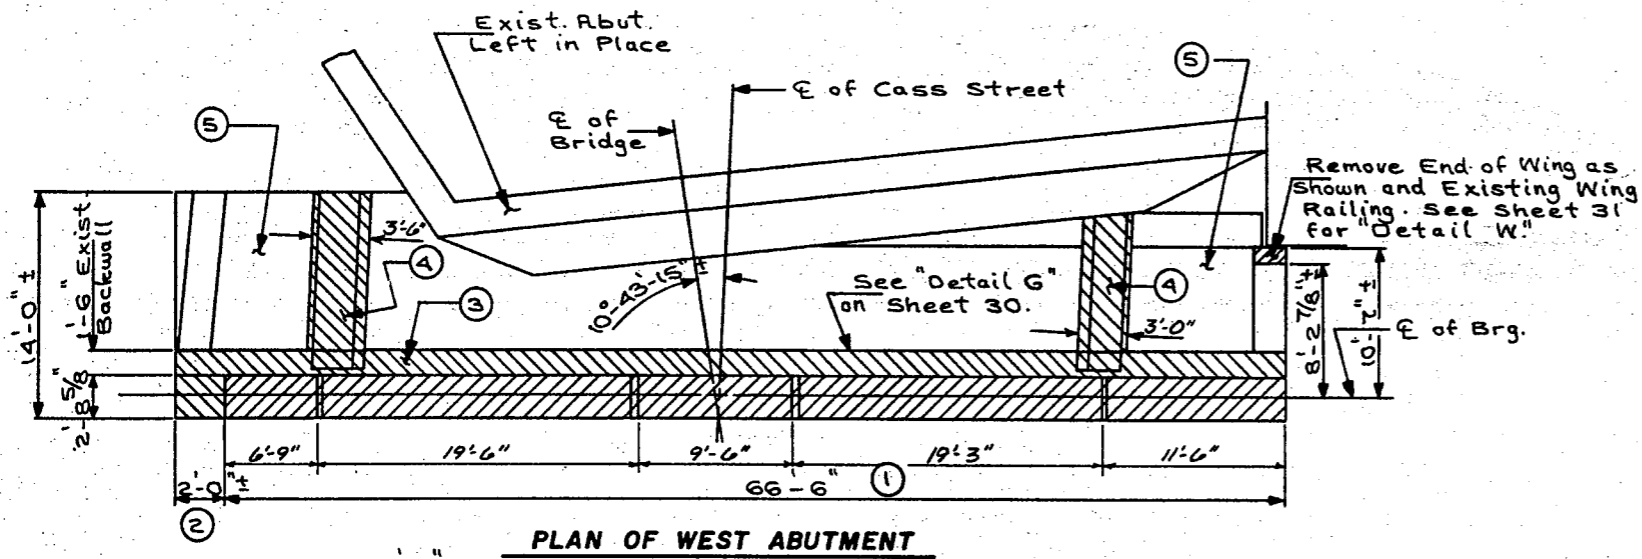 Exist. Abut.
Left in Place
℄ of Cass Street
℄ of
Bridge
5
5
Remove End of Wing as
Shown and Existing Wing
Railing. See Sheet 31
for "Detail W."
14'-0" ±
1'-6" Exist.
Backwall
3'-6"
4
3
10°-43'-15" ±
See "Detail G"
on Sheet 30.
4
3'-0"
8'-2 7/8" ±
10'-2" ±
℄ of Brg.
2'-8 5/8"
6'-9"
19'-6"
9'-6"
19'-3"
11'-6"
2'-0" ±
66'-6"
1
2
PLAN OF WEST ABUTMENT